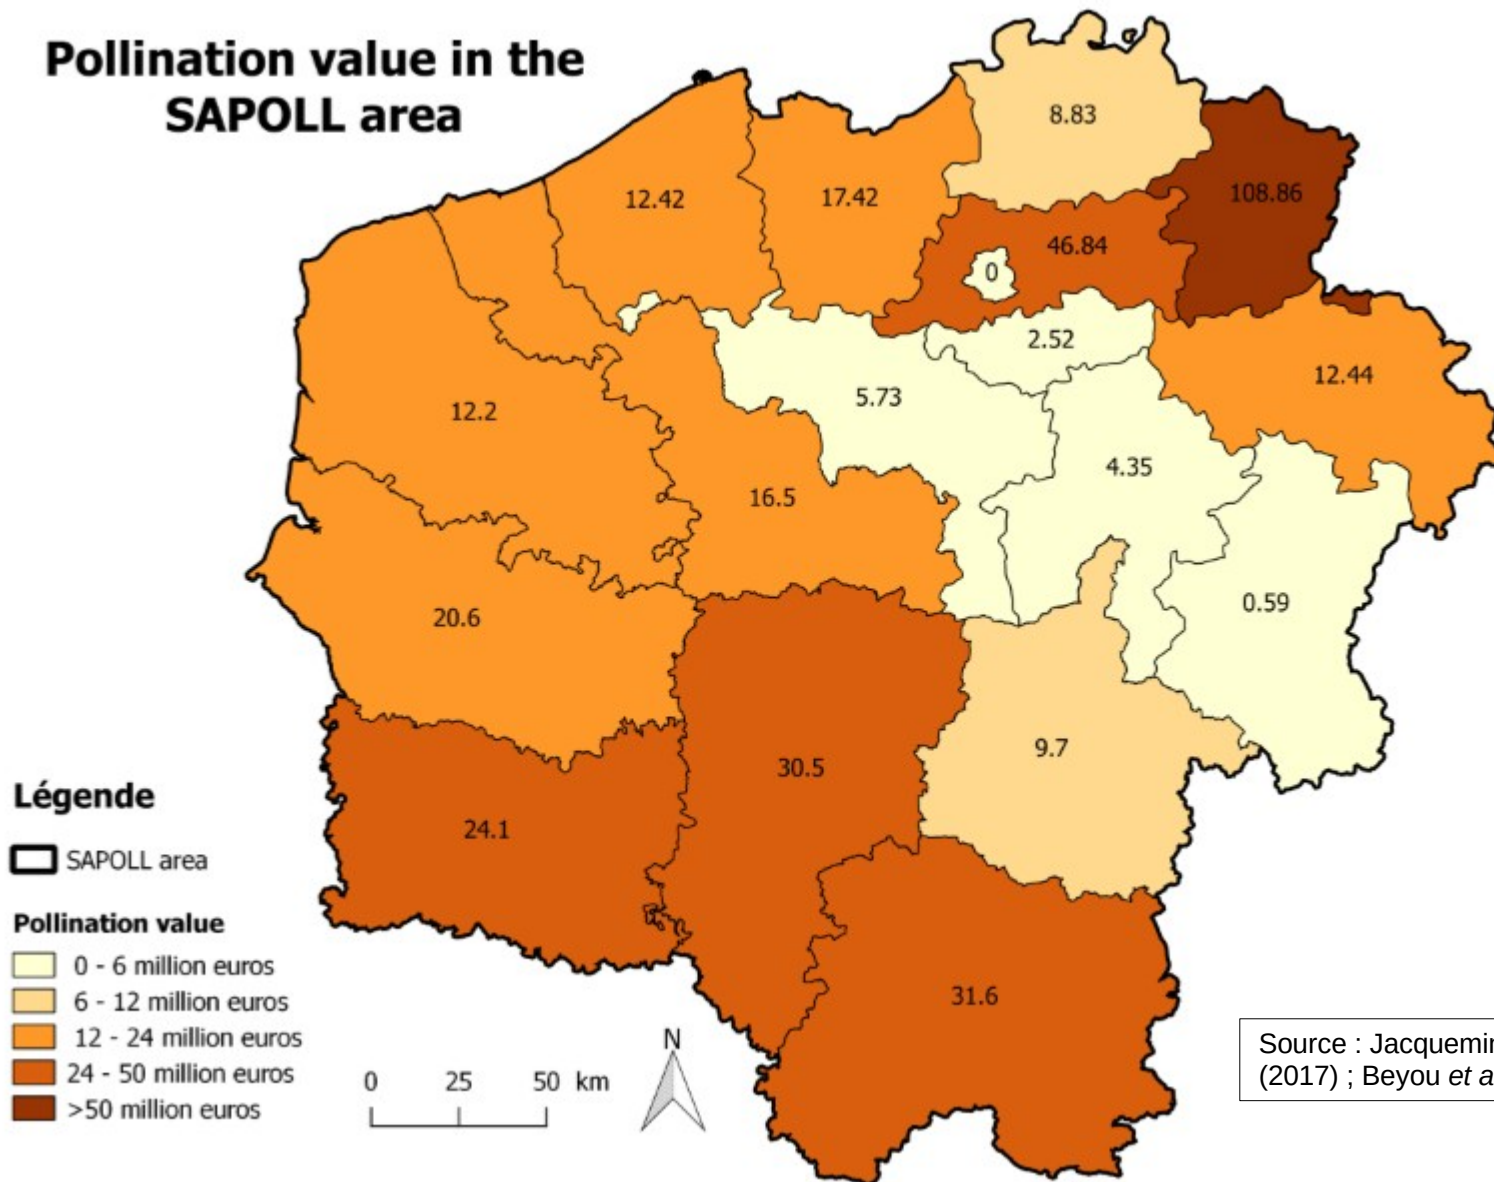 Pollination value in the
SAPOLL area
8.83
108.86
12.42
17.42
46.84
0
2.52
12.44
5.73
12.2
4.35
16.5
0.59
20.6
9.7
30.5
24.1
31.6
Légende
SAPOLL area
Pollination value
0 - 6 million euros
6 - 12 million euros
12 - 24 million euros
24 - 50 million euros
>50 million euros
0 25 50 km
N
Source : Jacquemin
(2017) ; Beyou et a